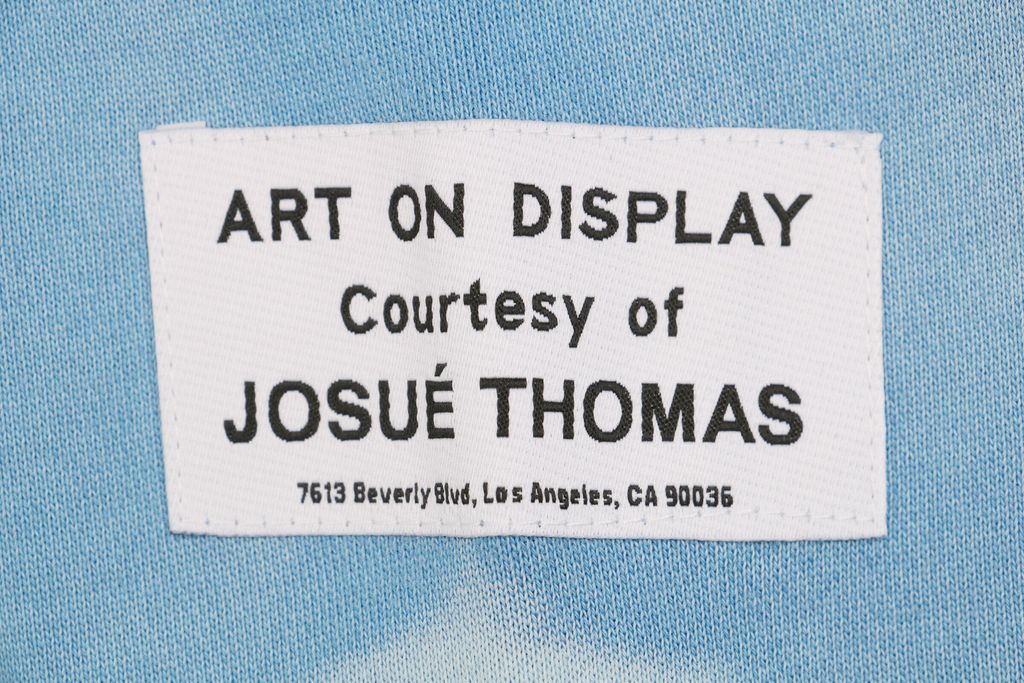 ART ON DISPLAY
Courtesy of
JOSUÉ THOMAS
7613 Beverly Blvd, Los Angeles, CA 90036